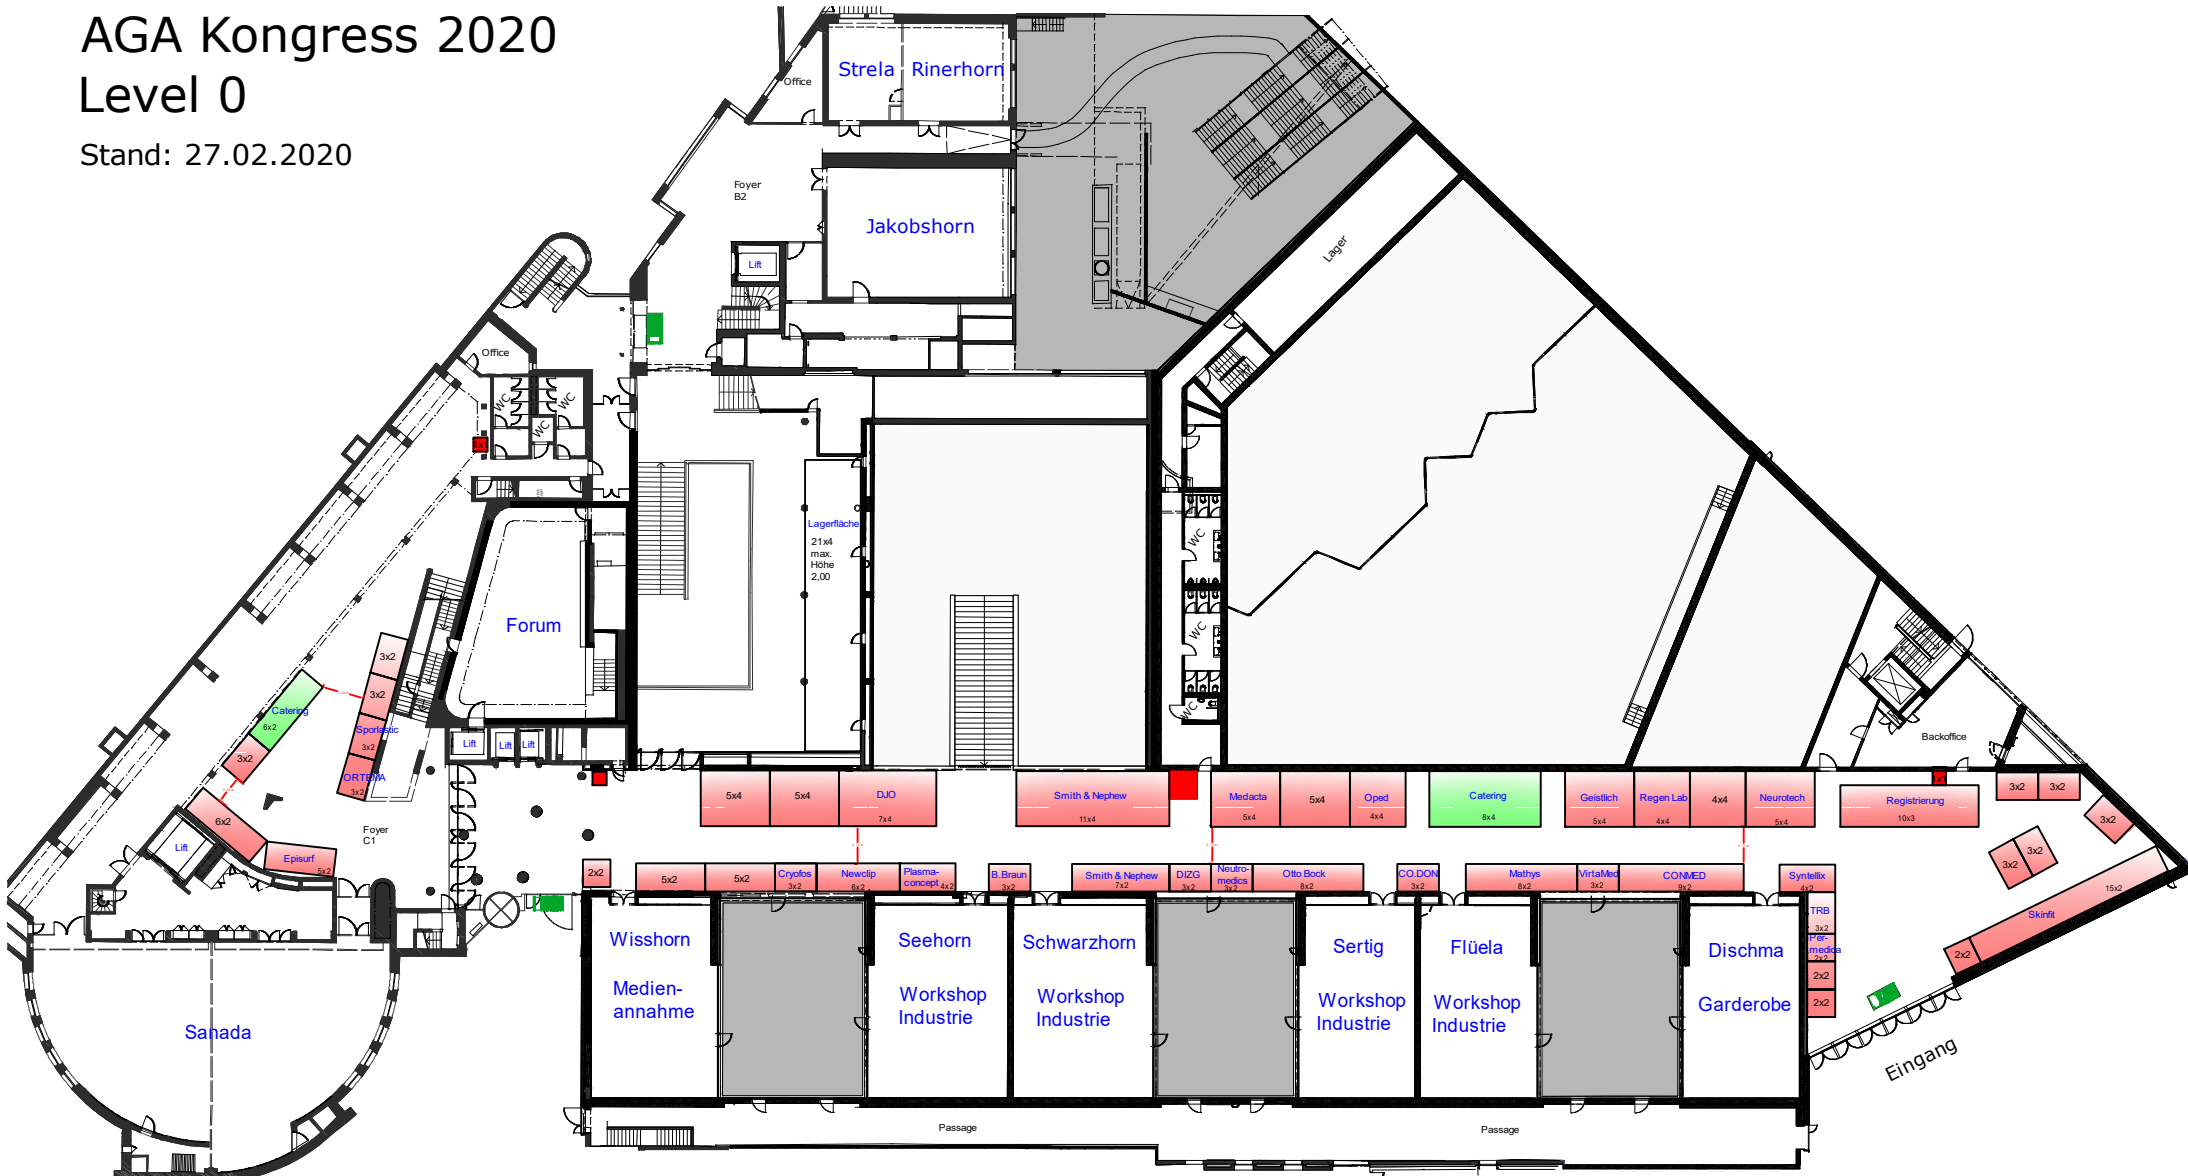 AGA Kongress 2020
Level 0
Stand: 27.02.2020
Office
Strela
Rinerhorn
Foyer
B2
Jakobshorn
Lift
Lager
Office
WC
WC
WC
Lagerfläche
21x4
max.
Höhe
2,00
Forum
WC
WC
WC
3x2
3x2
Sporlastic
3x2
ORTEMA
3x2
Catering
6x2
3x2
6x2
Episurf
5x2
Lift
Lift
Lift
Lift
Foyer
C1
Backoffice
5x4
5x4
DJO
7x4
Smith & Nephew
11x4
Medacta
5x4
5x4
Oped
4x4
Catering
8x4
Geistlich
5x4
Regen Lab
4x4
4x4
Neurotech
5x4
Registrierung
10x3
3x2
3x2
3x2
3x2
3x2
2x2
5x2
5x2
Cryofos
3x2
Newclip
6x2
Plasma-
concept
4x2
B.Braun
3x2
Smith & Nephew
7x2
DIZG
3x2
Neutro-
medics
3x2
Otto Bock
8x2
CO.DON
3x2
Mathys
8x2
VirtaMed
3x2
CONMED
9x2
Syntellix
4x2
TRB
3x2
Per-
medica
2x2
2x2
2x2
15x2
Skinfit
2x2
Eingang
Wisshorn
Medien-
annahme
Seehorn
Workshop
Industrie
Schwarzhorn
Workshop
Industrie
Sertig
Workshop
Industrie
Flüela
Workshop
Industrie
Dischma
Garderobe
Sanada
Passage
Passage